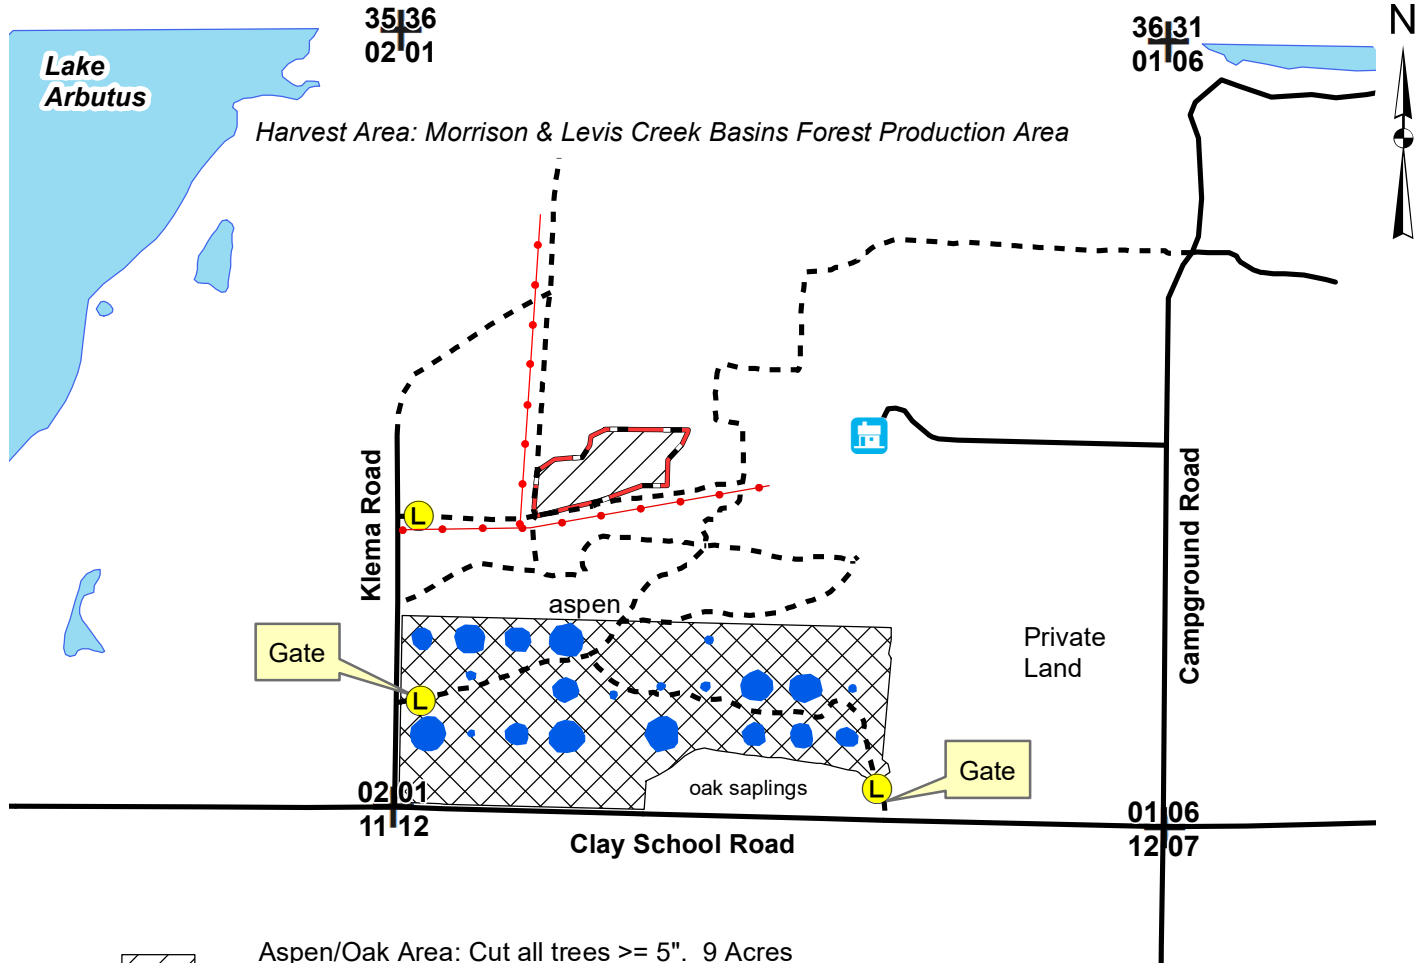 35 36
02 01
36 31
01 06
N
Lake
Arbutus
Harvest Area: Morrison & Levis Creek Basins Forest Production Area
Klema Road
Campground Road
L
aspen
Private
Land
Gate
L
Gate
L
oak saplings
02 01
11 12
01 06
12 07
Clay School Road
Aspen/Oak Area: Cut all trees >= 5". 9 Acres